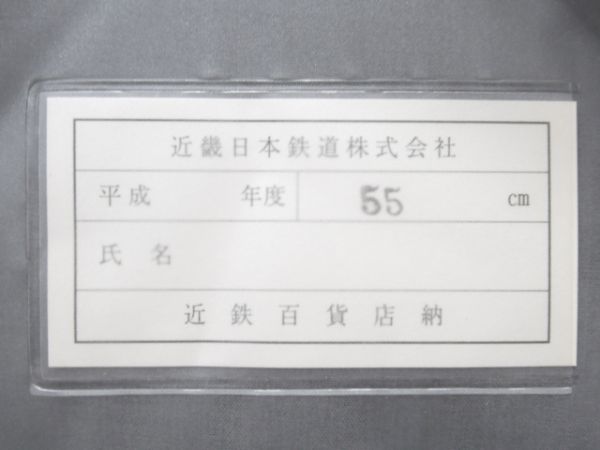 近畿日本鉄道株式会社
平成 年度 55 cm
氏名
近鉄百貨店納